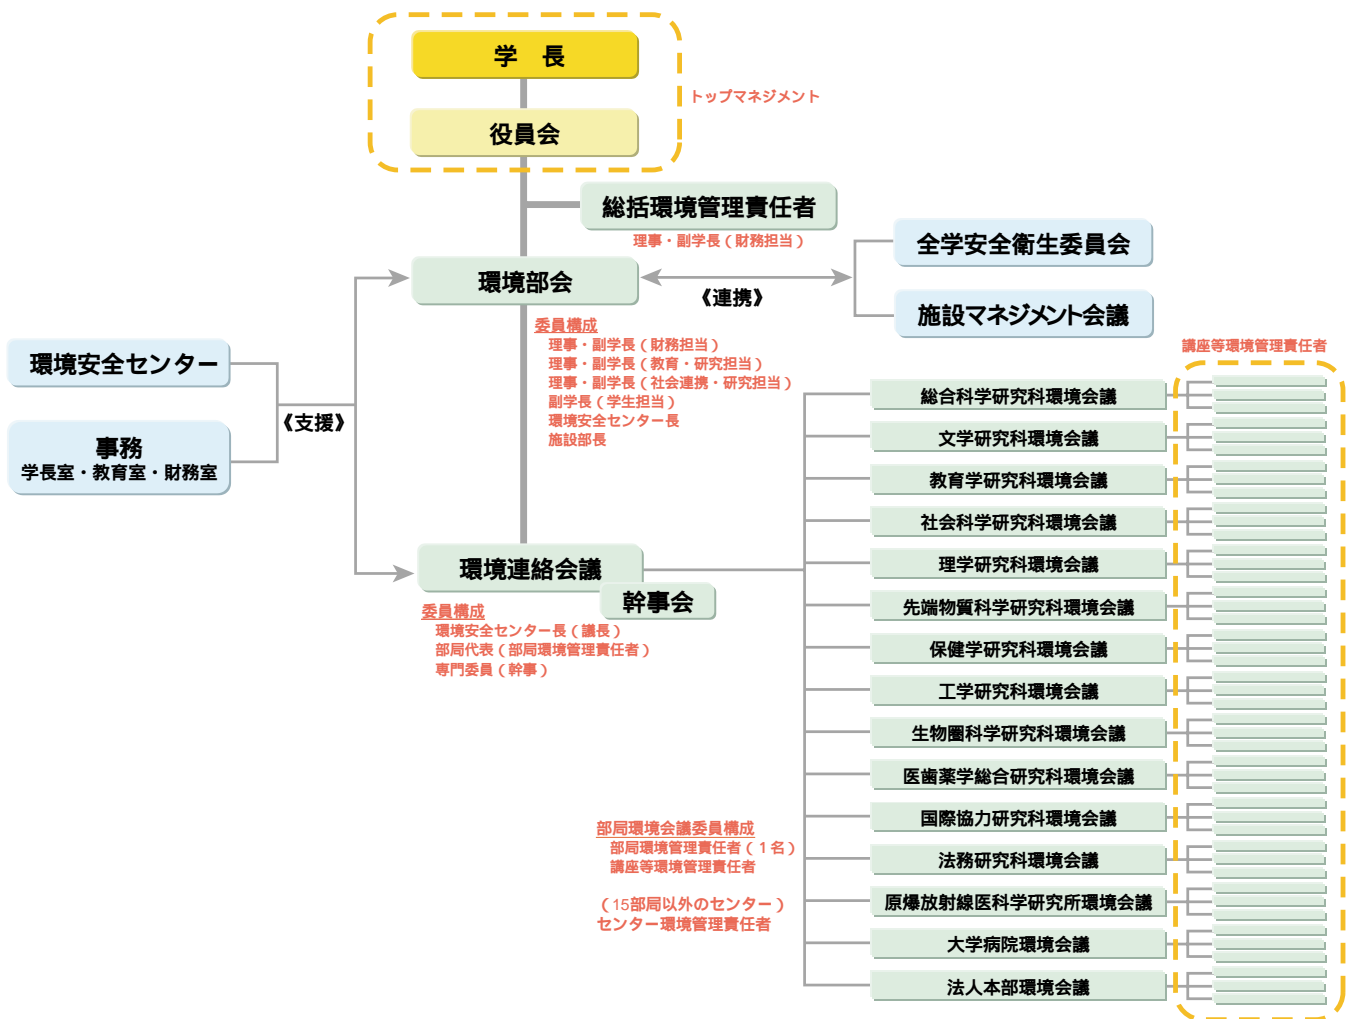 学　長
役員会
トップマネジメント
総括環境管理責任者
理事・副学長（財務担当）
環境部会
《連携》
全学安全衛生委員会
施設マネジメント会議
委員構成
理事・副学長（財務担当）
理事・副学長（教育・研究担当）
理事・副学長（社会連携・研究担当）
副学長（学生担当）
環境安全センター長
施設部長
環境安全センター
事務
学長室・教育室・財務室
《支援》
環境連絡会議
幹事会
委員構成
環境安全センター長（議長）
部局代表（部局環境管理責任者）
専門委員（幹事）
講座等環境管理責任者
総合科学研究科環境会議
文学研究科環境会議
教育学研究科環境会議
社会科学研究科環境会議
理学研究科環境会議
先端物質科学研究科環境会議
保健学研究科環境会議
工学研究科環境会議
生物圏科学研究科環境会議
医歯薬学総合研究科環境会議
国際協力研究科環境会議
法務研究科環境会議
原爆放射線医科学研究所環境会議
大学病院環境会議
法人本部環境会議
部局環境会議委員構成
部局環境管理責任者（１名）
講座等環境管理責任者
（15部局以外のセンター）
センター環境管理責任者